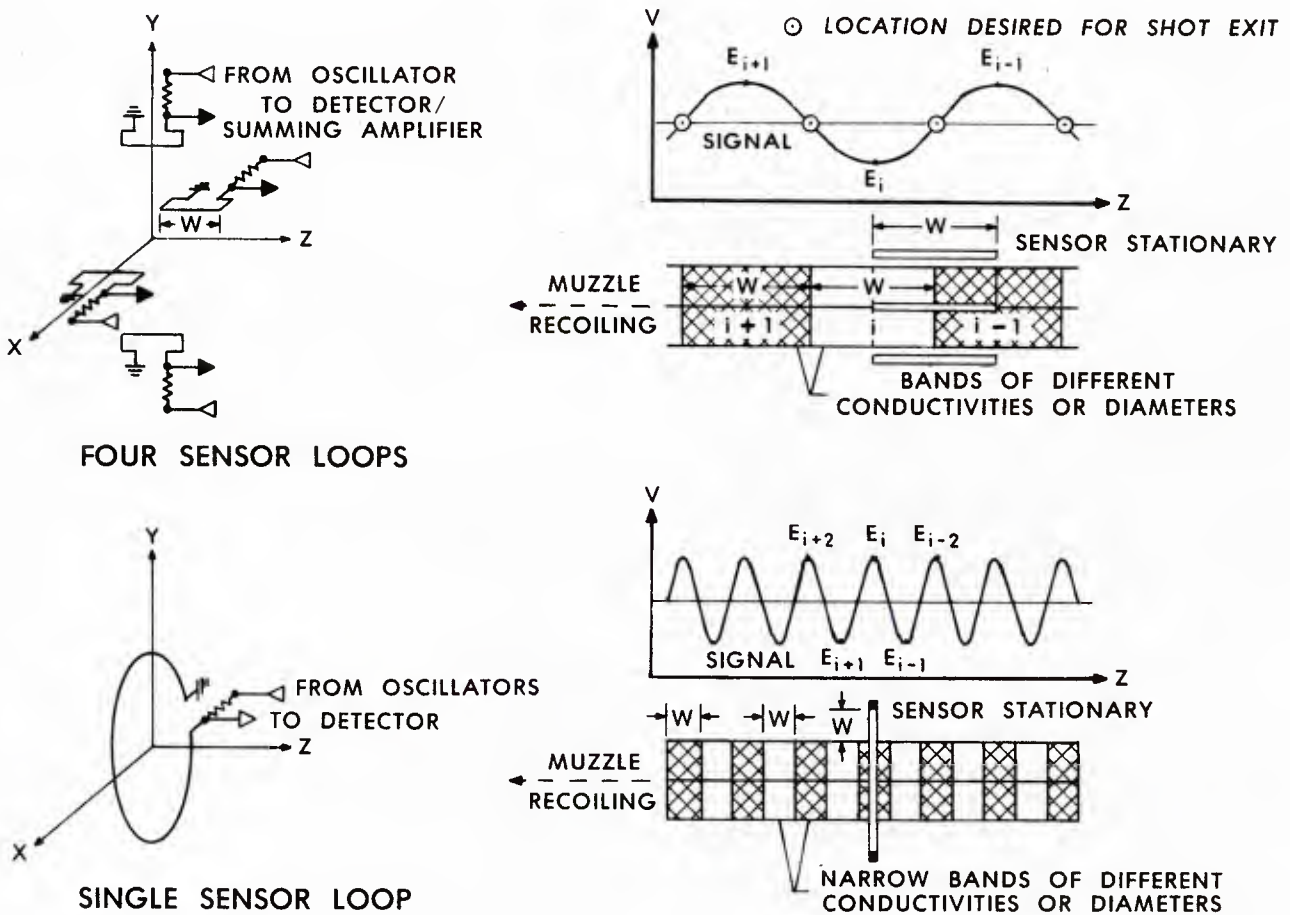 Y
FROM OSCILLATOR
TO DETECTOR/
SUMMING AMPLIFIER
W
Z
X
FOUR SENSOR LOOPS
V
⊙ LOCATION DESIRED FOR SHOT EXIT
E_{i+1}
E_{i-1}
SIGNAL
E_i
Z
W
SENSOR STATIONARY
MUZZLE
RECOILING
W
W
i + 1
i
i - 1
BANDS OF DIFFERENT
CONDUCTIVITIES OR DIAMETERS
Y
FROM OSCILLATORS
TO DETECTOR
Z
X
SINGLE SENSOR LOOP
V
E_{i+2}
E_i
E_{i-2}
SIGNAL
E_{i+1}
E_{i-1}
Z
W
W
W
SENSOR STATIONARY
MUZZLE
RECOILING
NARROW BANDS OF DIFFERENT
CONDUCTIVITIES OR DIAMETERS